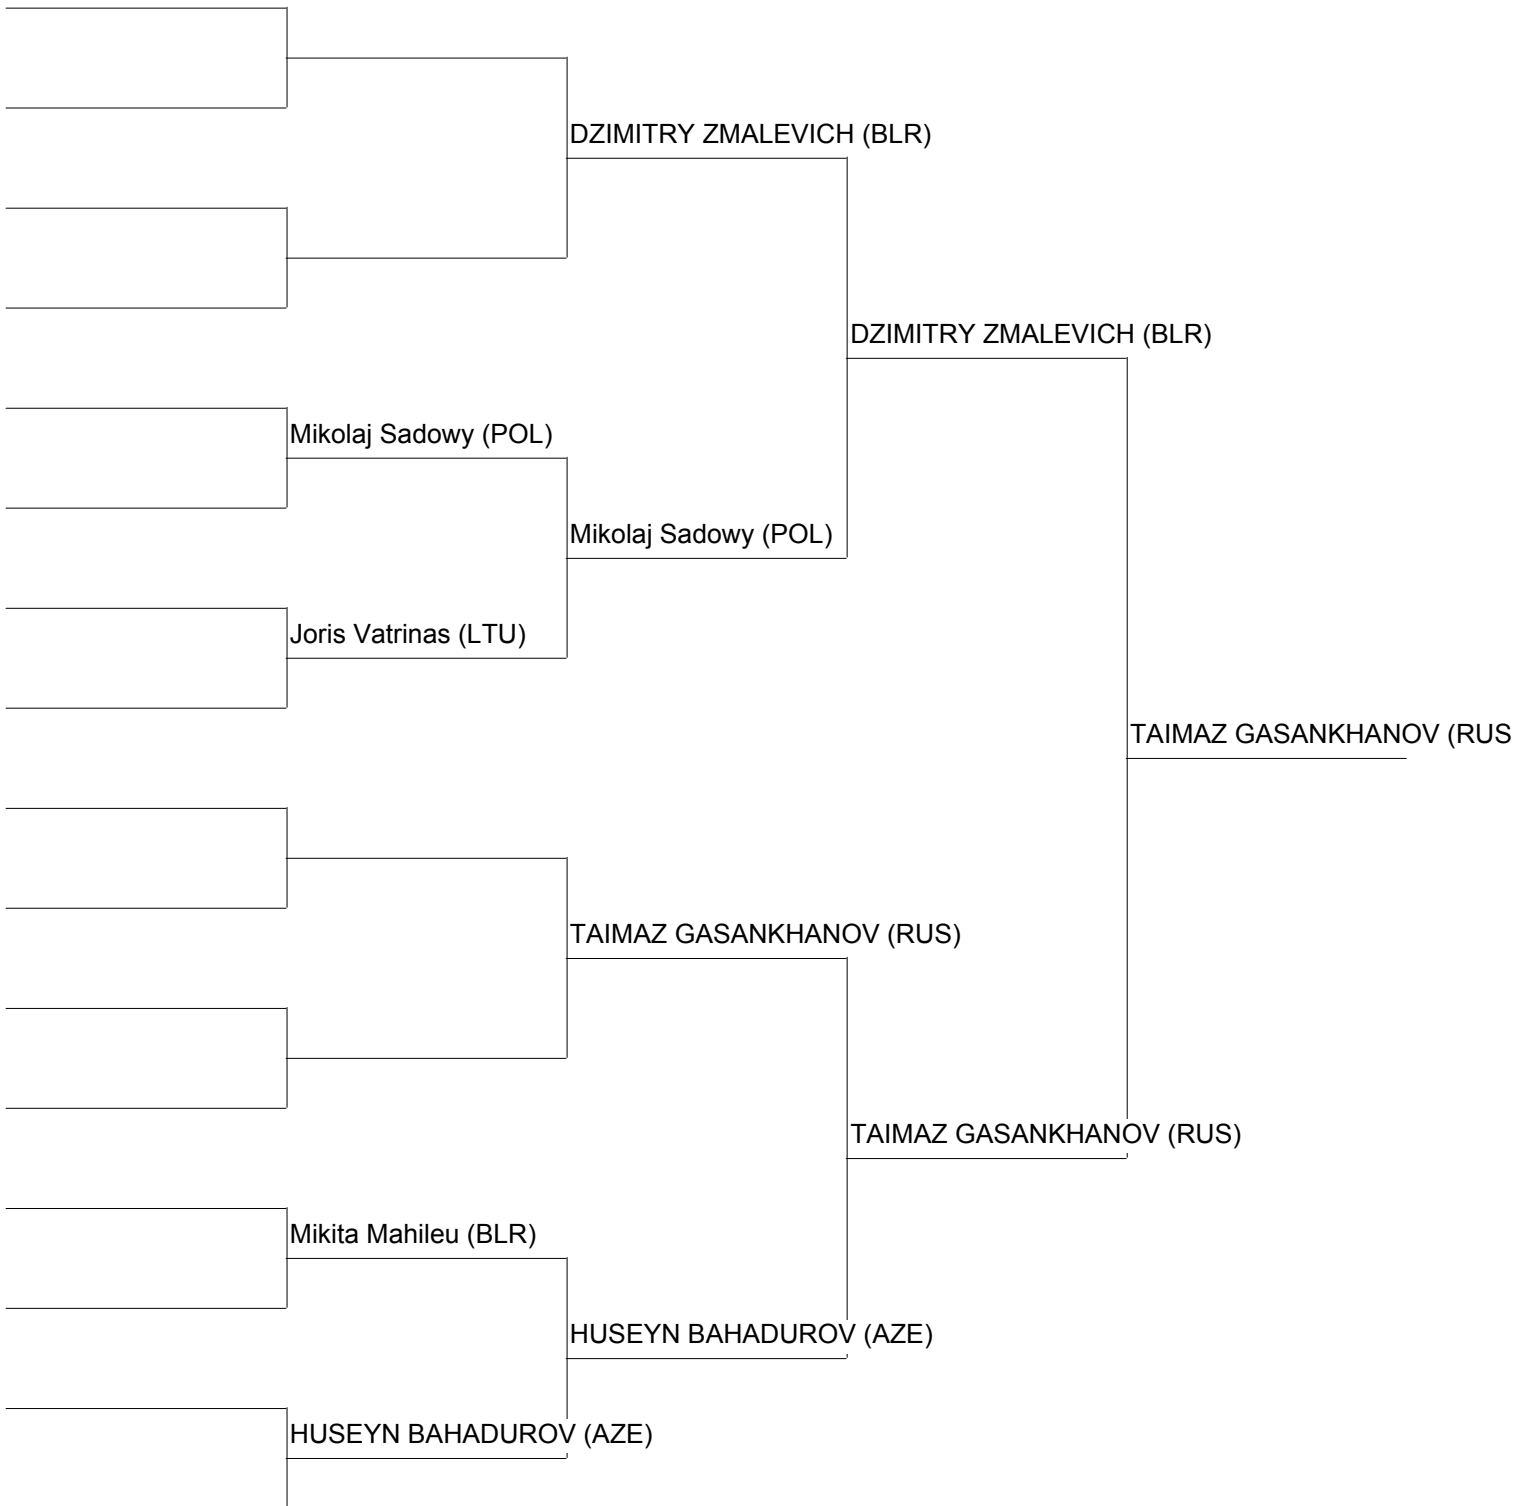 DZIMITRY ZMALEVICH (BLR)
DZIMITRY ZMALEVICH (BLR)
Mikolaj Sadowy (POL)
Mikolaj Sadowy (POL)
Joris Vatrinas (LTU)
TAIMAZ GASANKHANOV (RUS
TAIMAZ GASANKHANOV (RUS)
TAIMAZ GASANKHANOV (RUS)
Mikita Mahileu (BLR)
HUSEYN BAHADUROV (AZE)
HUSEYN BAHADUROV (AZE)